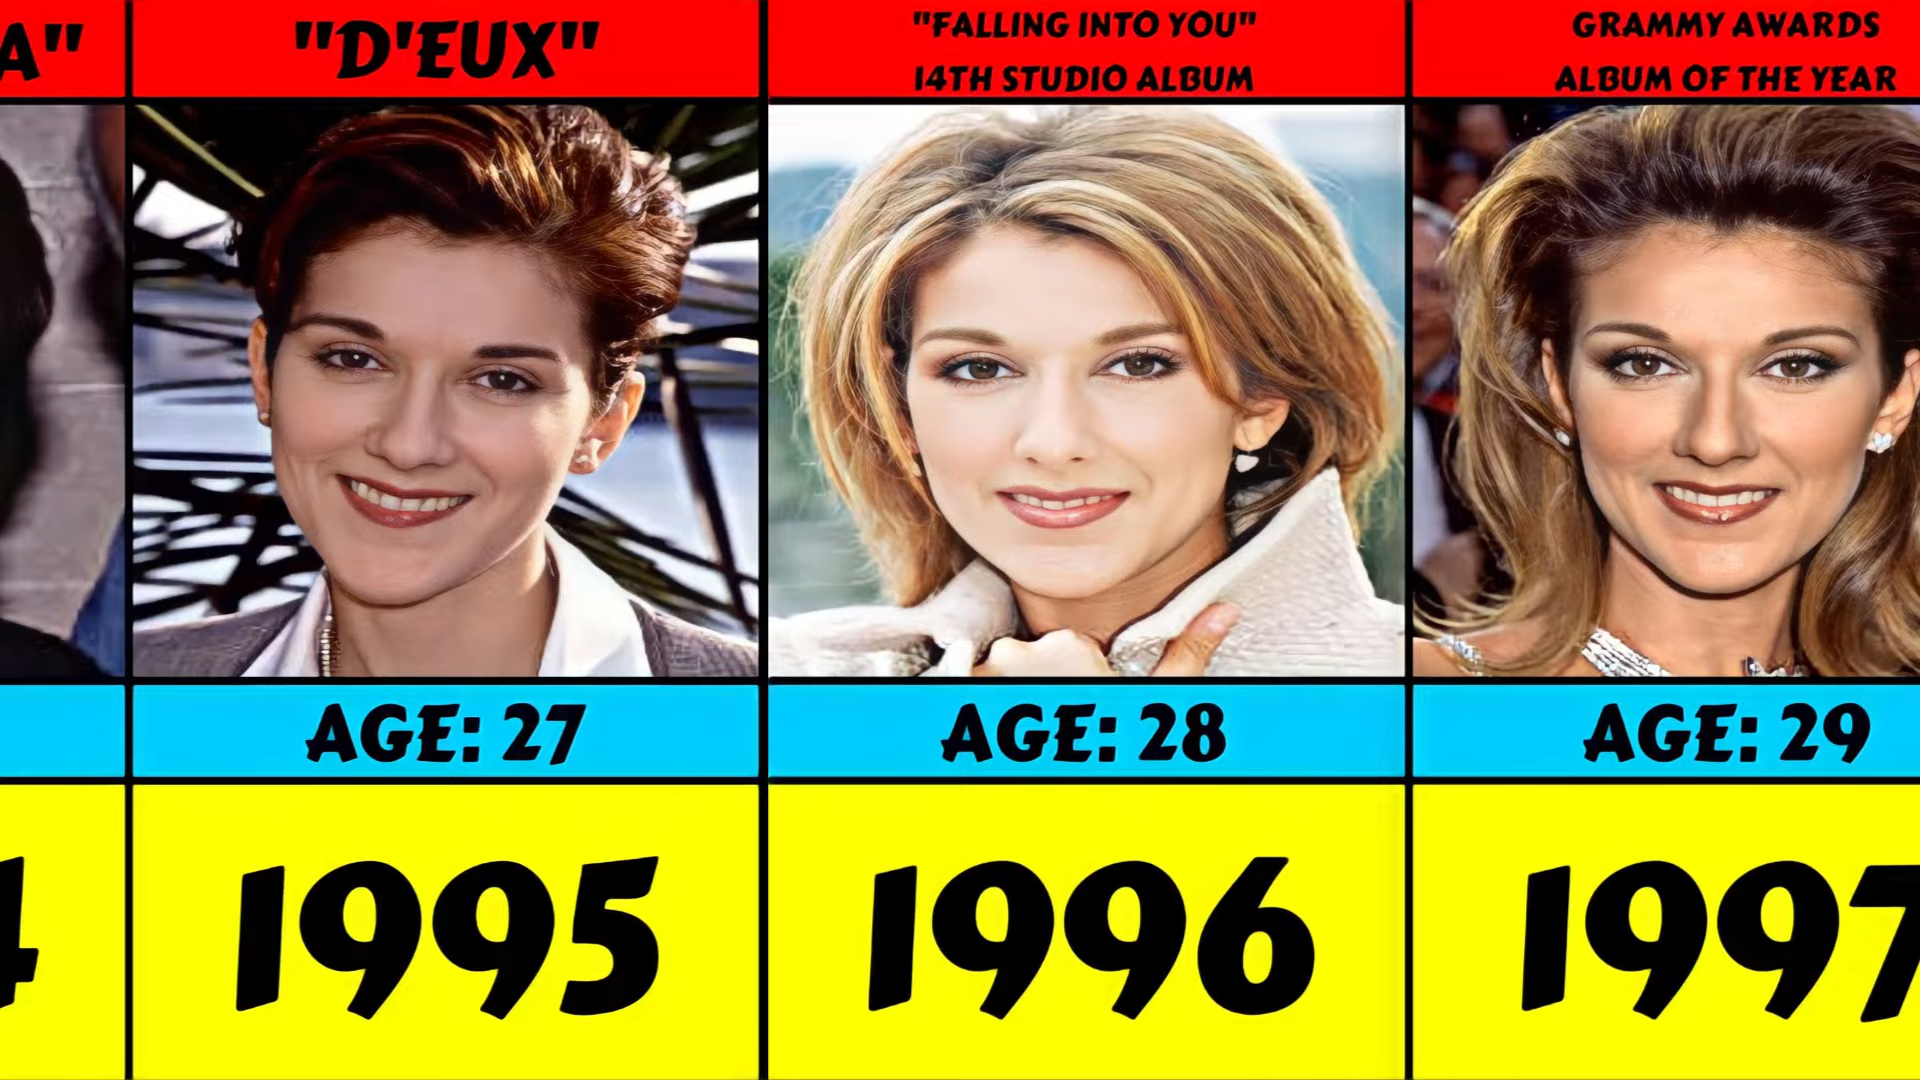 A"
"D'EUX"
"FALLING INTO YOU"
14TH STUDIO ALBUM
GRAMMY AWARDS
ALBUM OF THE YEAR
AGE: 27
AGE: 28
AGE: 29
4
1995
1996
1997